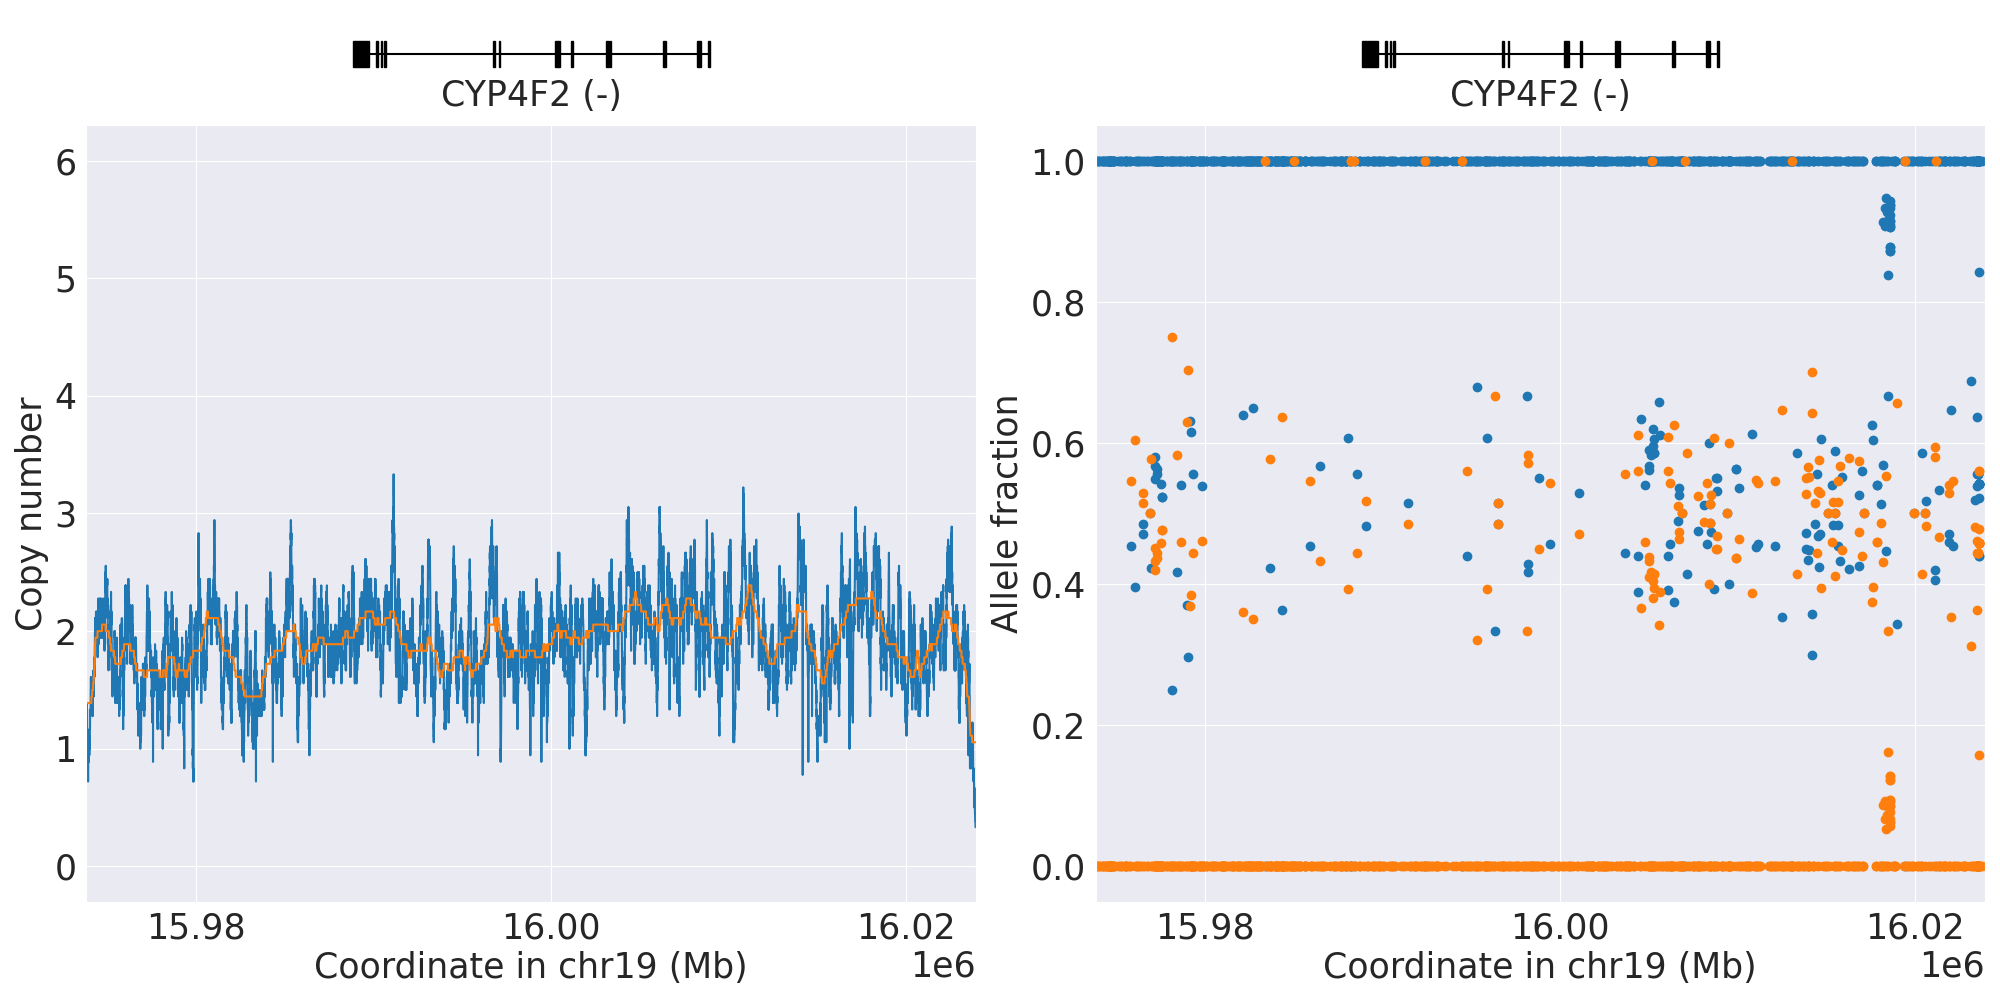 CYP4F2 (-)
6
5
4
3
2
1
0
Copy number
15.98
16.00
16.02
Coordinate in chr19 (Mb)
1e6
CYP4F2 (-)
1.0
0.8
0.6
0.4
0.2
0.0
Allele fraction
15.98
16.00
16.02
Coordinate in chr19 (Mb)
1e6